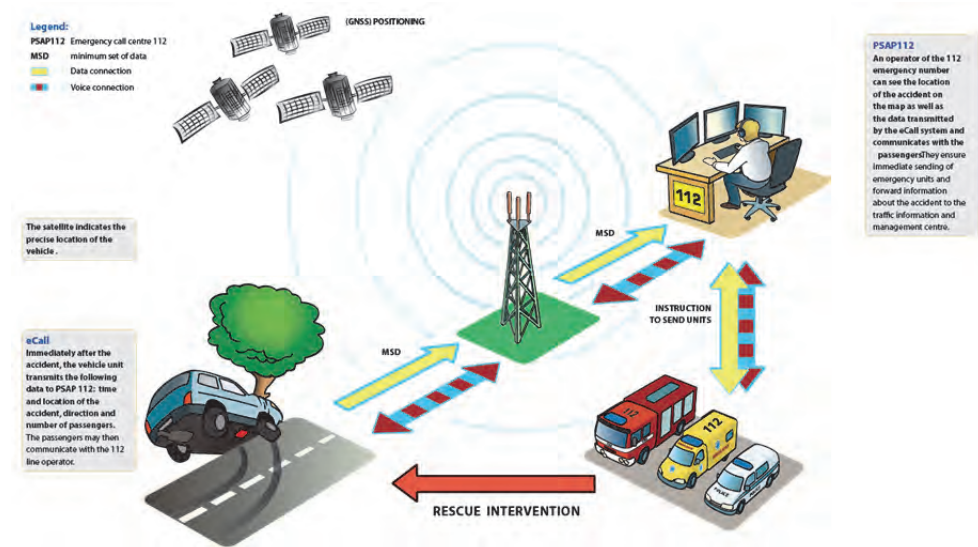 Legend:
PSAP112 Emergency call centre 112
MSD minimum set of data
Data connection
Voice connection
(GNSS) POSITIONING
PSAP112
An operator of the 112
emergency number
can see the location
of the accident on
the map as well as
the data transmitted
by the eCall system and
communicates with the
passengersThey ensure
immediate sending of
emergency units and
forward information
about the accident to the
traffic information and
management centre.
112
The satellite indicates the
precise location of the
vehicle .
MSD
INSTRUCTION
TO SEND UNITS
eCall
Immediately after the
accident, the vehicle unit
transmits the following
data to PSAP 112: time
and location of the
accident, direction and
number of passengers.
The passengers may then
communicate with the 112
line operator.
MSD
112
112
POLICE
RESCUE INTERVENTION